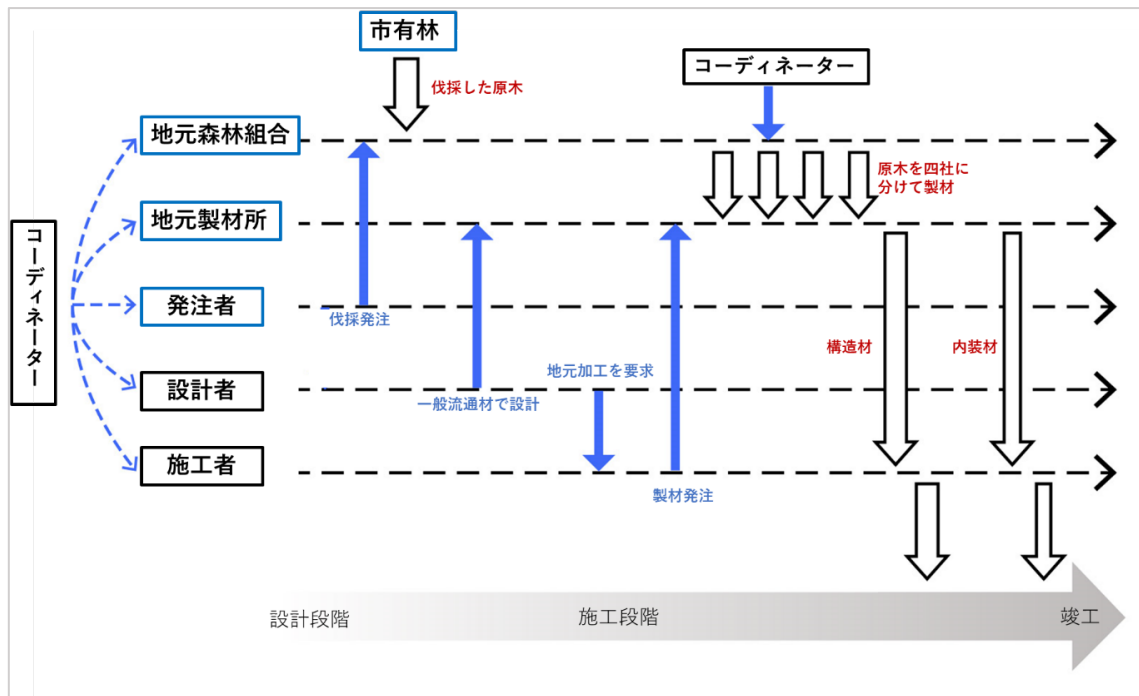 市有林
コーディネーター
伐採した原木
地元森林組合
原木を四社に
分けて製材
地元製材所
コーディネーター
発注者
伐採発注
構造材
内装材
地元加工を要求
設計者
一般流通材で設計
施工者
製材発注
設計段階
施工段階
竣工